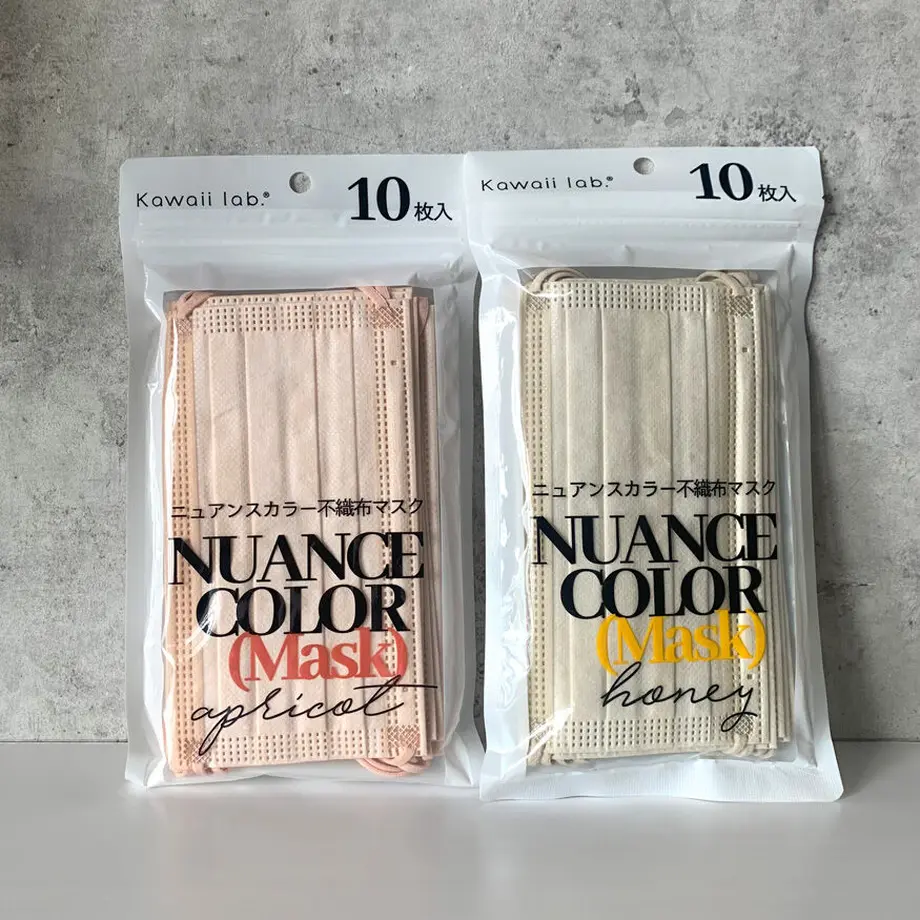 Kawaii lab.®
10枚入
ニュアンスカラー不織布マスク
NUANCE
COLOR
(Mask)
apricot
Kawaii lab.®
10枚入
ニュアンスカラー不織布マスク
NUANCE
COLOR
(Mask)
honey